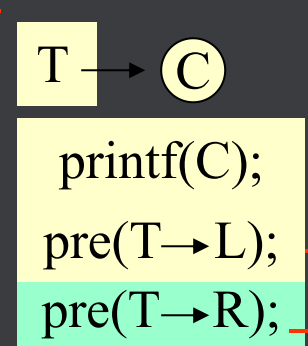 T → C
printf(C);
pre(T→L);
pre(T→R);